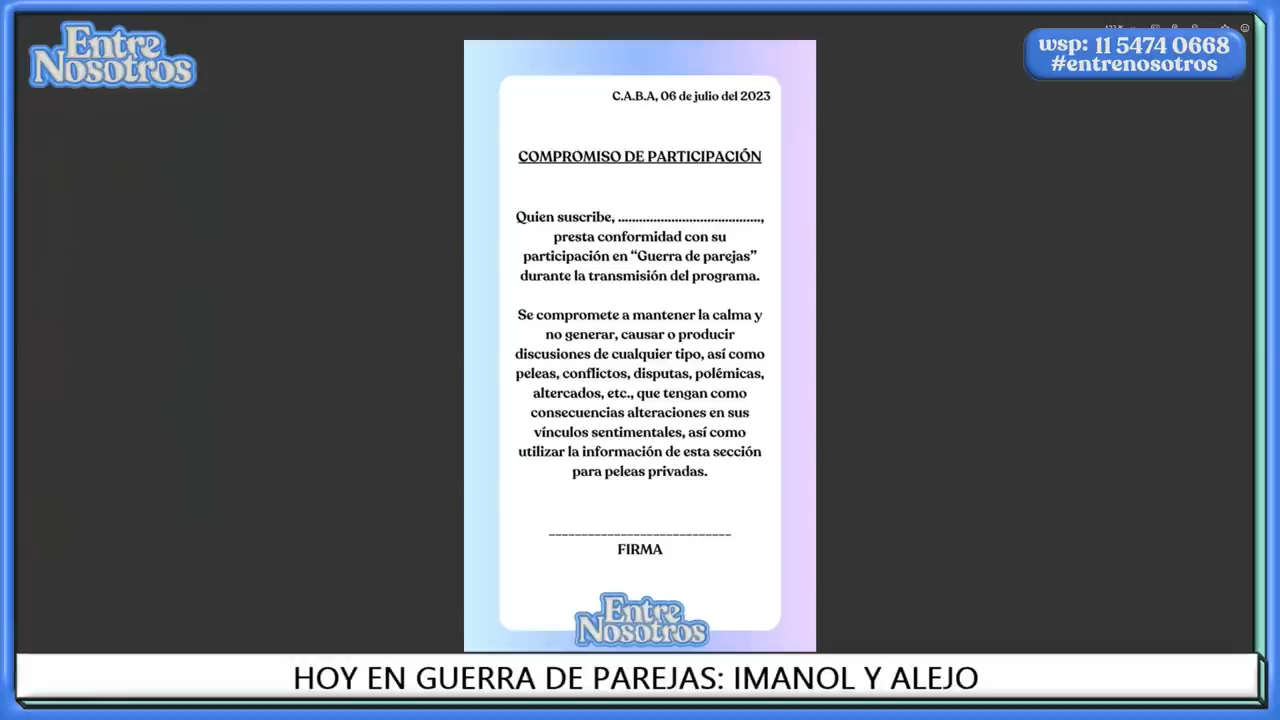 Entre
Nosotros
wsp: 11 5474 0668
#entrenosotros
C.A.B.A, 06 de julio del 2023
COMPROMISO DE PARTICIPACIÓN
Quien suscribe, .........................................,
presta conformidad con su
participación en “Guerra de parejas”
durante la transmisión del programa.
Se compromete a mantener la calma y
no generar, causar o producir
discusiones de cualquier tipo, así como
peleas, conflictos, disputas, polémicas,
altercados, etc., que tengan como
consecuencias alteraciones en sus
vínculos sentimentales, así como
utilizar la información de esta sección
para peleas privadas.
____________________________
FIRMA
Entre
Nosotros
HOY EN GUERRA DE PAREJAS: IMANOL Y ALEJO